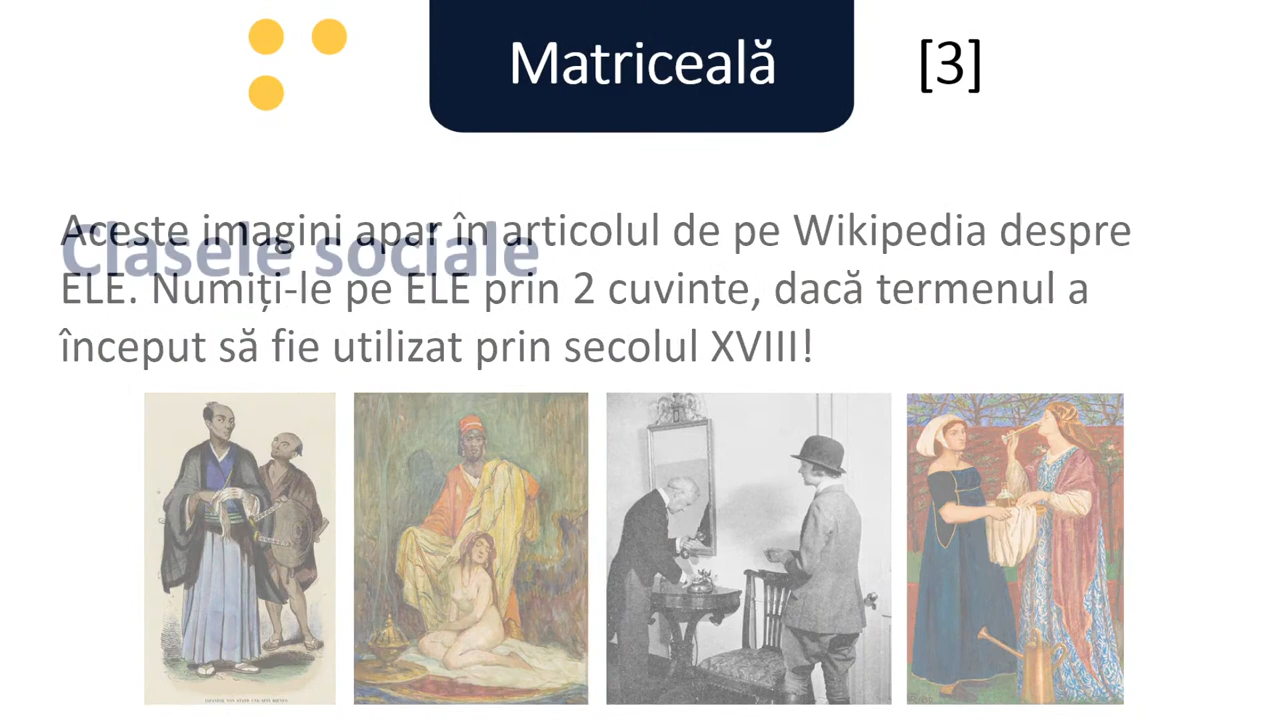 Matriceală
[3]
Clasele sociale
Aceste imagini apar în articolul de pe Wikipedia despre
ELE. Numiți-le pe ELE prin 2 cuvinte, dacă termenul a
început să fie utilizat prin secolul XVIII!